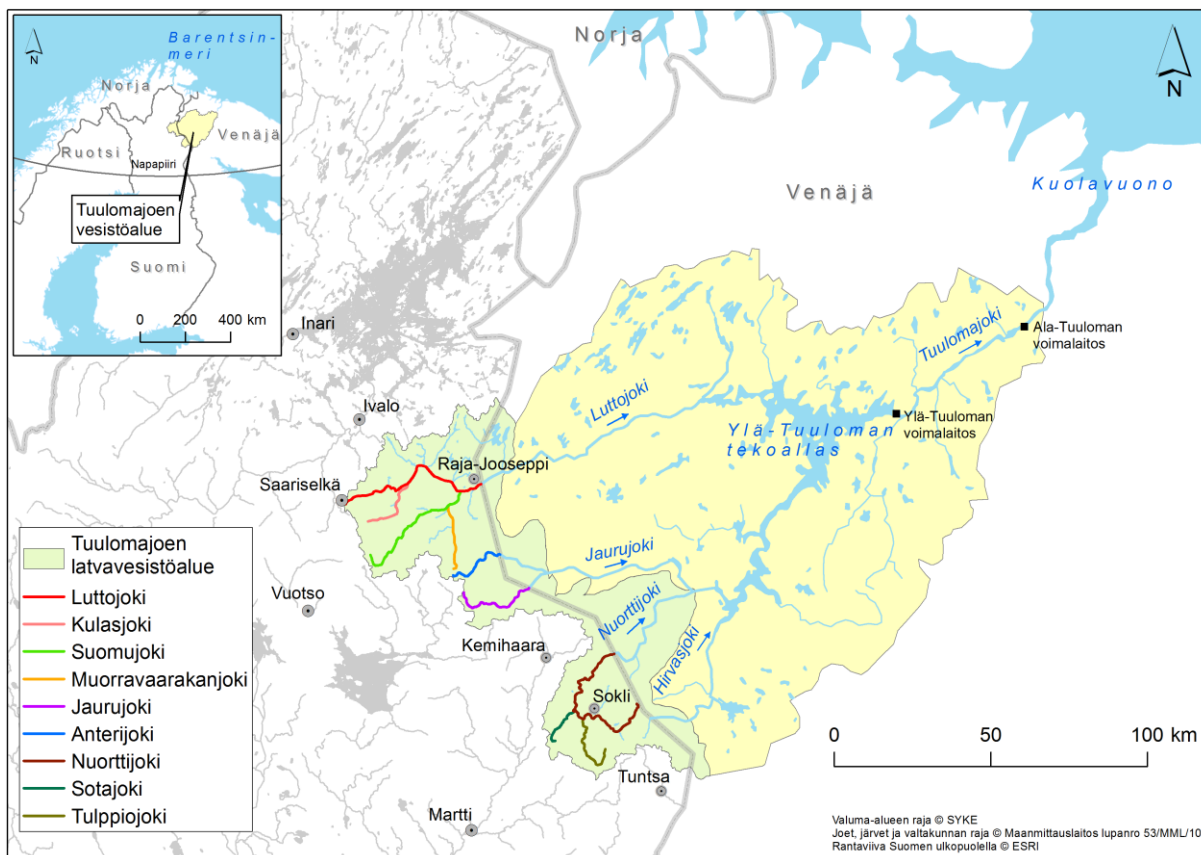 N
Barentsin-
meri
Norja
Ruotsi
Venäjä
Napapiiri
Tuulomajoen
vesistöalue
Suomi
0 200 400 km
Norja
N
Venäjä
Kuolavuono
Inari
Ivalo
Ala-Tuuloman
voimalaitos
Tuulomajoki
Luttojoki
Ylä-Tuuloman
voimalaitos
Ylä-Tuuloman
tekoallas
Raja-Jooseppi
Saariselkä
Jaurujoki
Vuotso
Nuorttijoki
Kemihaara
Hirvasjoki
Sokli
Tuntsa
Martti
Tuulomajoen
latvavesistöalue
Luttojoki
Kulasjoki
Suomujoki
Muorravaarakanjoki
Jaurujoki
Anterijoki
Nuorttijoki
Sotajoki
Tulppiojoki
0 50 100 km
Valuma-alueen raja © SYKE
Joet, järvet ja valtakunnan raja © Maanmittauslaitos lupanro 53/MML/10
Rantaviiva Suomen ulkopuolella © ESRI